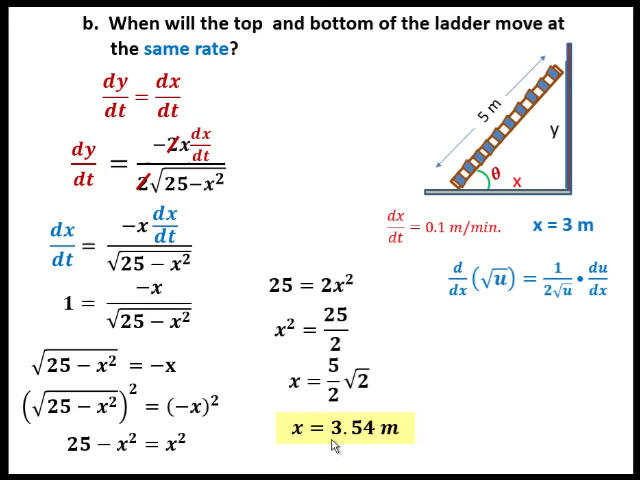 b. When will the top and bottom of the ladder move at
the same rate?
dy/dt = dx/dt
dy/dt = −2x dx/dt / 2√(25−x²)
dx/dt = −x dx/dt / √(25 − x²)
1 = −x / √(25 − x²)
√(25 − x²) = −x
(√(25 − x²))² = (−x)²
25 − x² = x²
25 = 2x²
x² = 25/2
x = 5/2 √2
x = 3.54 m
5 m
y
θ
x
dx/dt = 0.1 m/min.
x = 3 m
d/dx (√u) = 1/2√u • du/dx